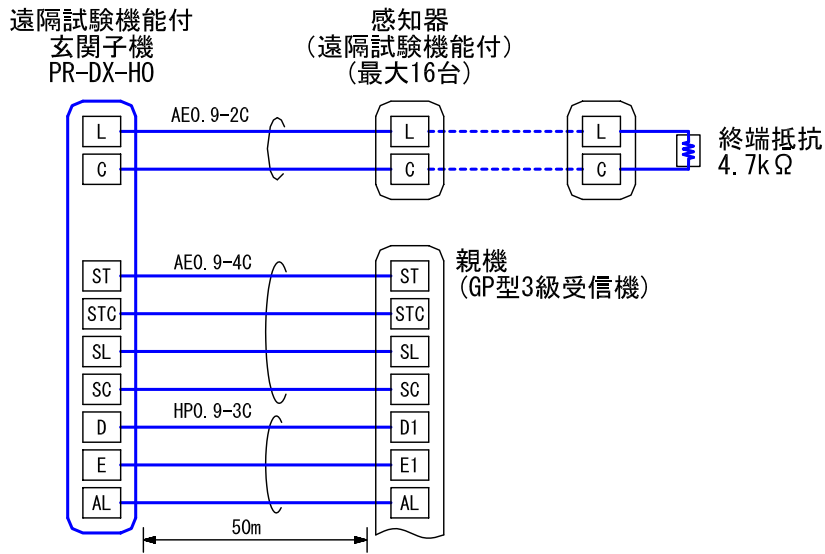 遠隔試験機能付
玄関子機
PR-DX-HO
感知器
(遠隔試験機能付)
(最大16台)
AE0.9-2C
L
L
L
C
C
C
終端抵抗
4.7kΩ
親機
(GP型3級受信機)
AE0.9-4C
ST
ST
STC
STC
SL
SL
SC
SC
HP0.9-3C
D
D1
E
E1
AL
AL
50m